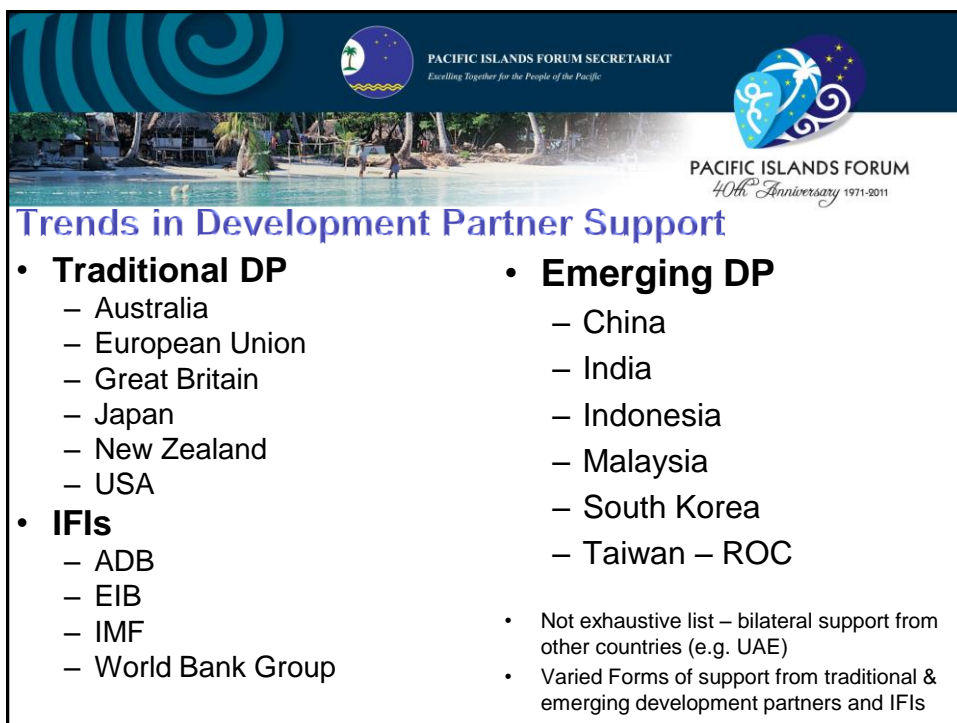 PACIFIC ISLANDS FORUM SECRETARIAT
Excelling Together for the People of the Pacific
PACIFIC ISLANDS FORUM
40th Anniversary 1971-2011
Trends in Development Partner Support
• Traditional DP
– Australia
– European Union
– Great Britain
– Japan
– New Zealand
– USA
• IFIs
– ADB
– EIB
– IMF
– World Bank Group
• Emerging DP
– China
– India
– Indonesia
– Malaysia
– South Korea
– Taiwan – ROC
• Not exhaustive list – bilateral support from
other countries (e.g. UAE)
• Varied Forms of support from traditional &
emerging development partners and IFIs